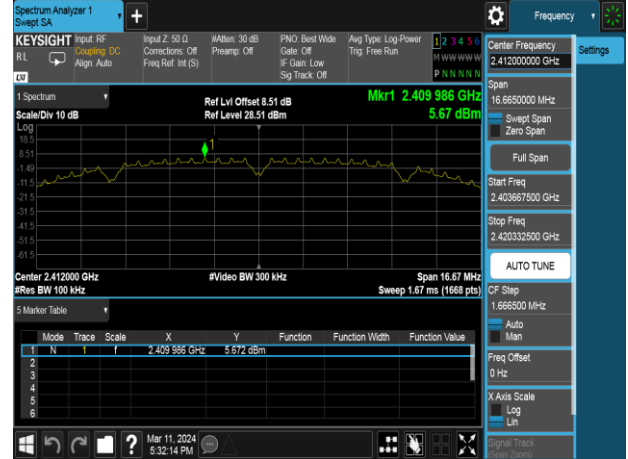 Spectrum Analyzer 1
Swept SA
KEYSIGHT
RL
LXI
Input: RF
Coupling: DC
Align: Auto
Input Z: 50 Ω
Corrections: Off
Freq Ref: Int (S)
#Atten: 30 dB
Preamp: Off
PNO: Best Wide
Gate: Off
IF Gain: Low
Sig Track: Off
Avg Type: Log-Power
Trig: Free Run
1 2 3 4 5 6
M W W W W W
P N N N N N
1 Spectrum
Scale/Div 10 dB
Ref Lvl Offset 8.51 dB
Ref Level 28.51 dBm
Mkr1 2.409 986 GHz
5.67 dBm
Log
18.5
8.51
-1.49
-11.5
-21.5
-31.5
-41.5
-51.5
-61.5
1
Center 2.412000 GHz
#Res BW 100 kHz
#Video BW 300 kHz
Span 16.67 MHz
Sweep 1.67 ms (1668 pts)
5 Marker Table
Mode Trace Scale X Y Function Function Width Function Value
1 N 1 f 2.409 986 GHz 5.672 dBm
2
3
4
5
6
Mar 11, 2024
5:32:14 PM
Frequency
Settings
Center Frequency
2.412000000 GHz
Span
16.6650000 MHz
Swept Span
Zero Span
Full Span
Start Freq
2.403667500 GHz
Stop Freq
2.420332500 GHz
AUTO TUNE
CF Step
1.666500 MHz
Auto
Man
Freq Offset
0 Hz
X Axis Scale
Log
Lin
Signal Track
(Span Zoom)